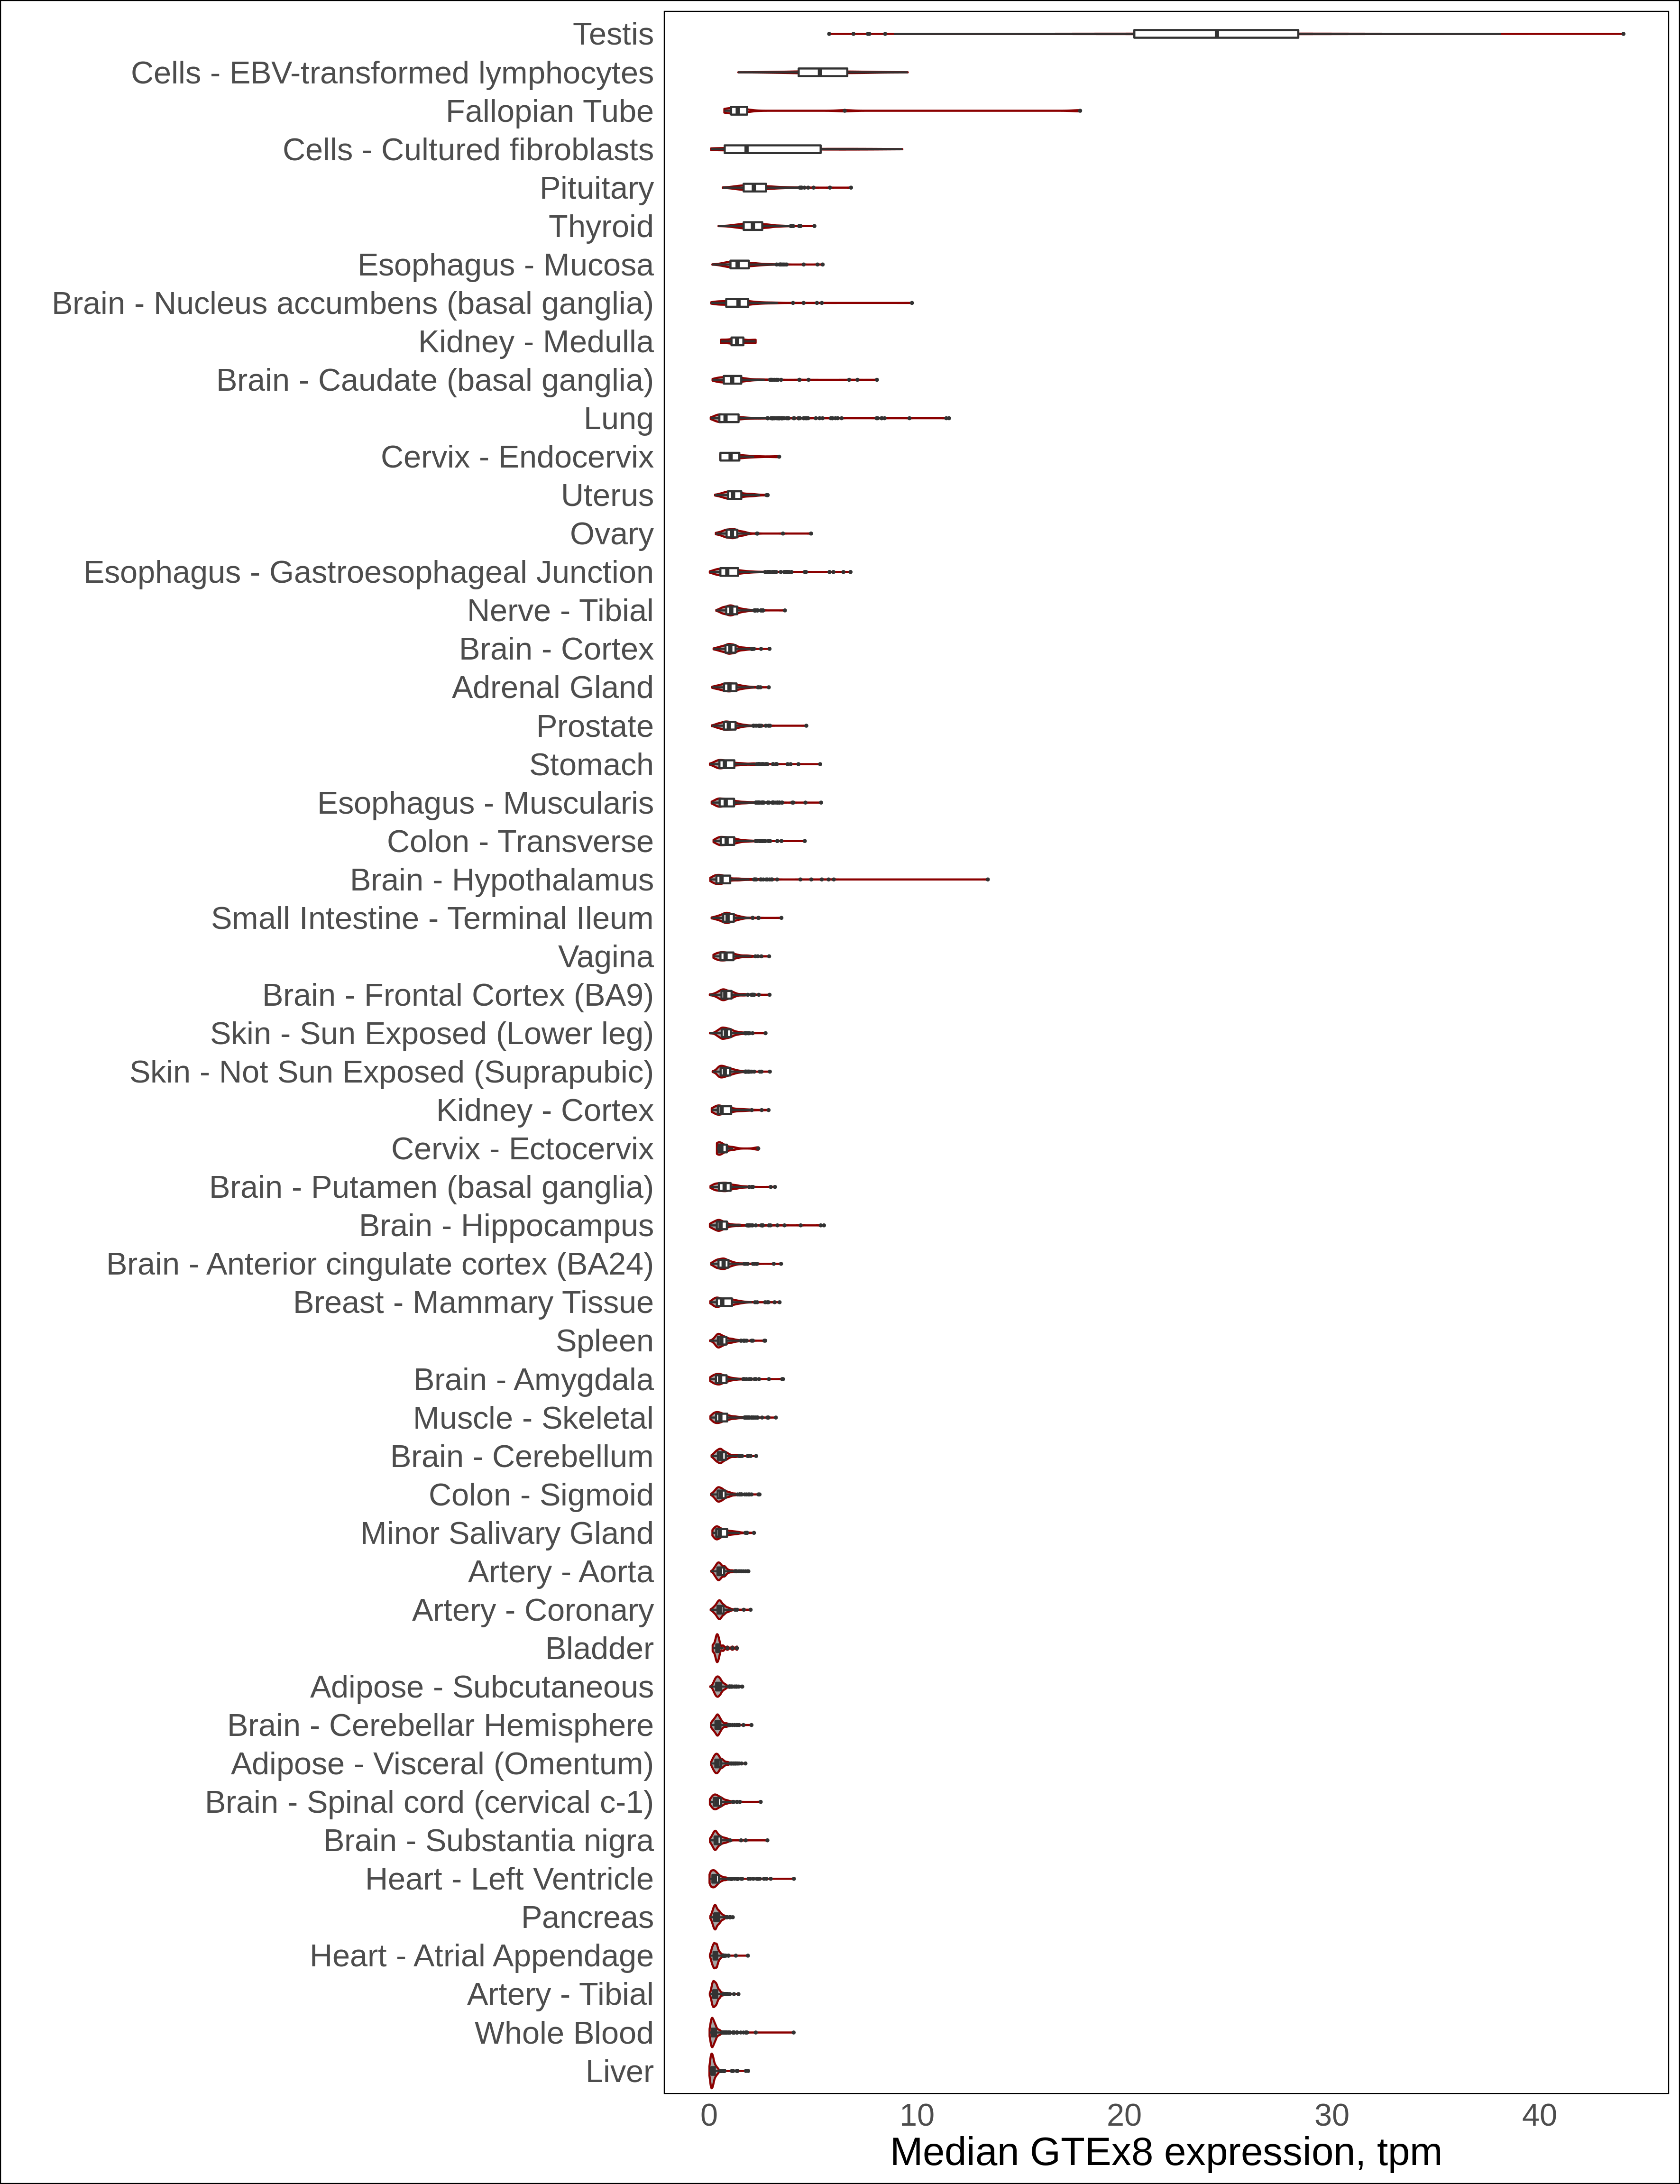 Testis
Cells - EBV-transformed lymphocytes
Fallopian Tube
Cells - Cultured fibroblasts
Pituitary
Thyroid
Esophagus - Mucosa
Brain - Nucleus accumbens (basal ganglia)
Kidney - Medulla
Brain - Caudate (basal ganglia)
Lung
Cervix - Endocervix
Uterus
Ovary
Esophagus - Gastroesophageal Junction
Nerve - Tibial
Brain - Cortex
Adrenal Gland
Prostate
Stomach
Esophagus - Muscularis
Colon - Transverse
Brain - Hypothalamus
Small Intestine - Terminal Ileum
Vagina
Brain - Frontal Cortex (BA9)
Skin - Sun Exposed (Lower leg)
Skin - Not Sun Exposed (Suprapubic)
Kidney - Cortex
Cervix - Ectocervix
Brain - Putamen (basal ganglia)
Brain - Hippocampus
Brain - Anterior cingulate cortex (BA24)
Breast - Mammary Tissue
Spleen
Brain - Amygdala
Muscle - Skeletal
Brain - Cerebellum
Colon - Sigmoid
Minor Salivary Gland
Artery - Aorta
Artery - Coronary
Bladder
Adipose - Subcutaneous
Brain - Cerebellar Hemisphere
Adipose - Visceral (Omentum)
Brain - Spinal cord (cervical c-1)
Brain - Substantia nigra
Heart - Left Ventricle
Pancreas
Heart - Atrial Appendage
Artery - Tibial
Whole Blood
Liver
0 10 20 30 40
Median GTEx8 expression, tpm